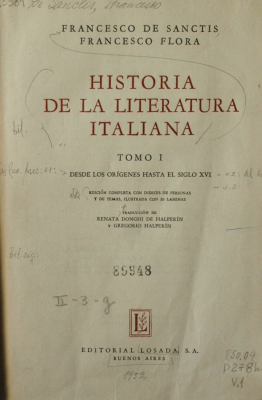 FRANCESCO DE SANCTIS
FRANCESCO FLORA
HISTORIA
DE LA LITERATURA
ITALIANA
TOMO I
DESDE LOS ORÍGENES HASTA EL SIGLO XVI
EDICIÓN COMPLETA CON ÍNDICES DE PERSONAS
Y DE TEMAS, ILUSTRADA CON 32 LÁMINAS
TRADUCCIÓN DE
RENATA DONGHI DE HALPERÍN
Y GREGORIO HALPERÍN
II-3-g
EDITORIAL LOSADA, S.A.
BUENOS AIRES
1952
V.1